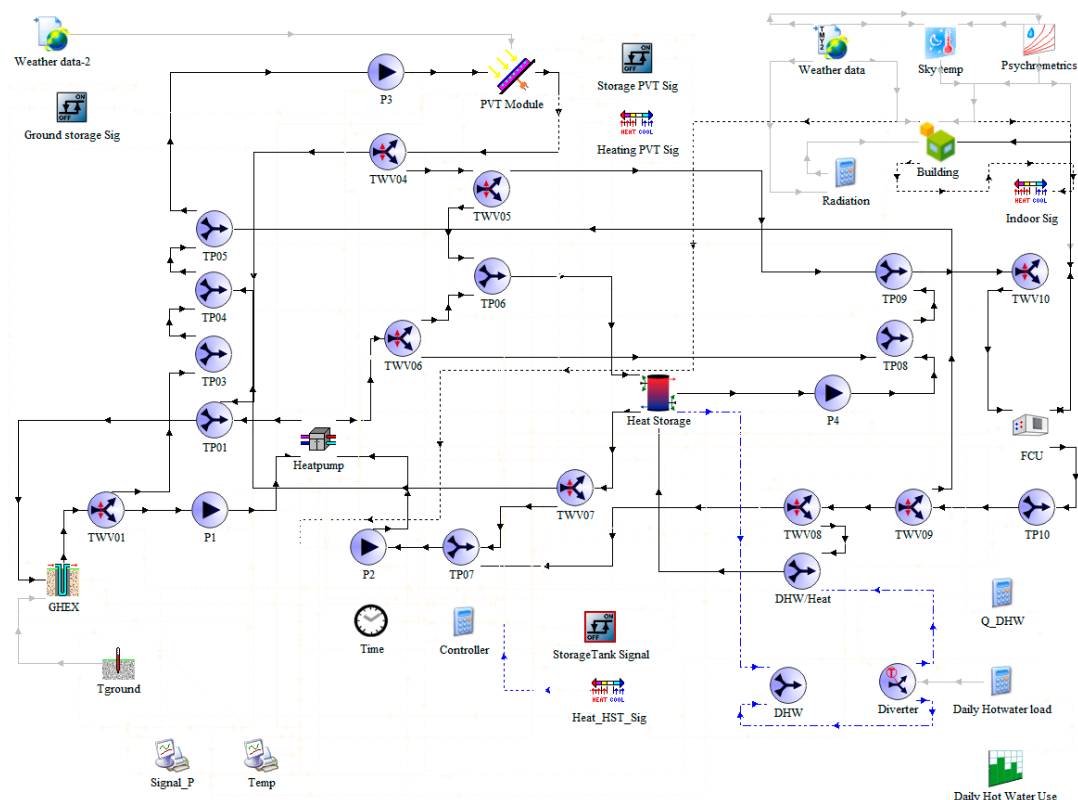 Weather data-2
Ground storage Sig
P3
PVT Module
Storage PVT Sig
Heating PVT Sig
Weather data
Sky temp
Psychrometrics
Building
Radiation
Indoor Sig
TWV04
TWV05
TP05
TP04
TP03
TP01
TP06
TWV06
TP09
TP08
TWV10
Heat Storage
P4
FCU
Heatpump
TWV01
P1
TWV07
TWV08
TWV09
TP10
P2
TP07
DHW/Heat
GHEX
Tground
Time
Controller
StorageTank Signal
Heat_HST_Sig
Q_DHW
DHW
Diverter
Daily Hotwater load
Signal_P
Temp
Daily Hot Water Use
ON
OFF
ON
OFF
HEAT COOL
TMY2
HEAT COOL
ON
OFF
HEAT COOL
T